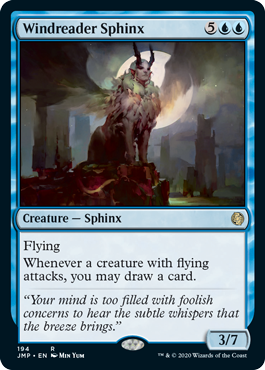 Windreader Sphinx 5
Creature — Sphinx
Flying
Whenever a creature with flying
attacks, you may draw a card.
“Your mind is too filled with foolish
concerns to hear the subtle whispers that
the breeze brings.”
3/7
194 R
JMP • EN Min Yum
™ & © 2020 Wizards of the Coast